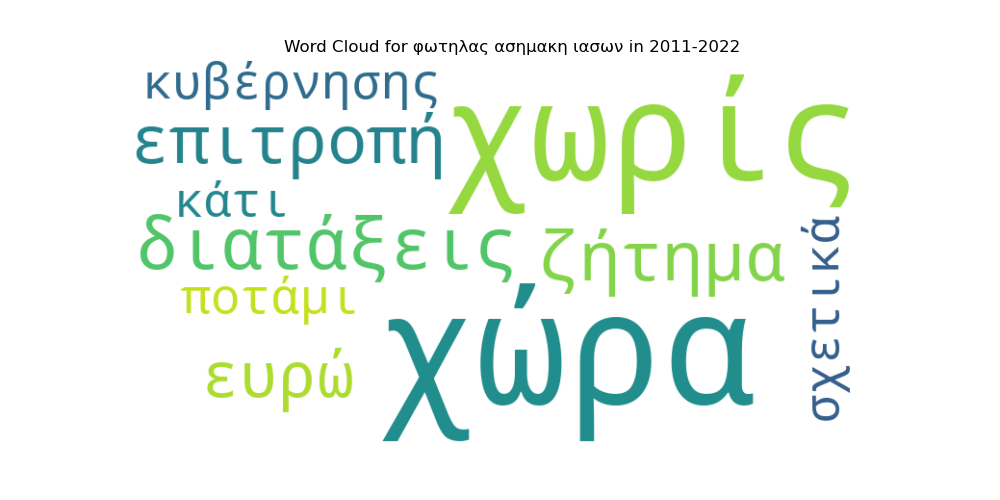 Word Cloud for φωτηλας ασημακη ιασων in 2011-2022
κυβέρνησης
χωρίς
επιτροπή
κάτι
διατάξεις
ζήτημα
σχετικά
ποτάμι
χώρα
ευρώ